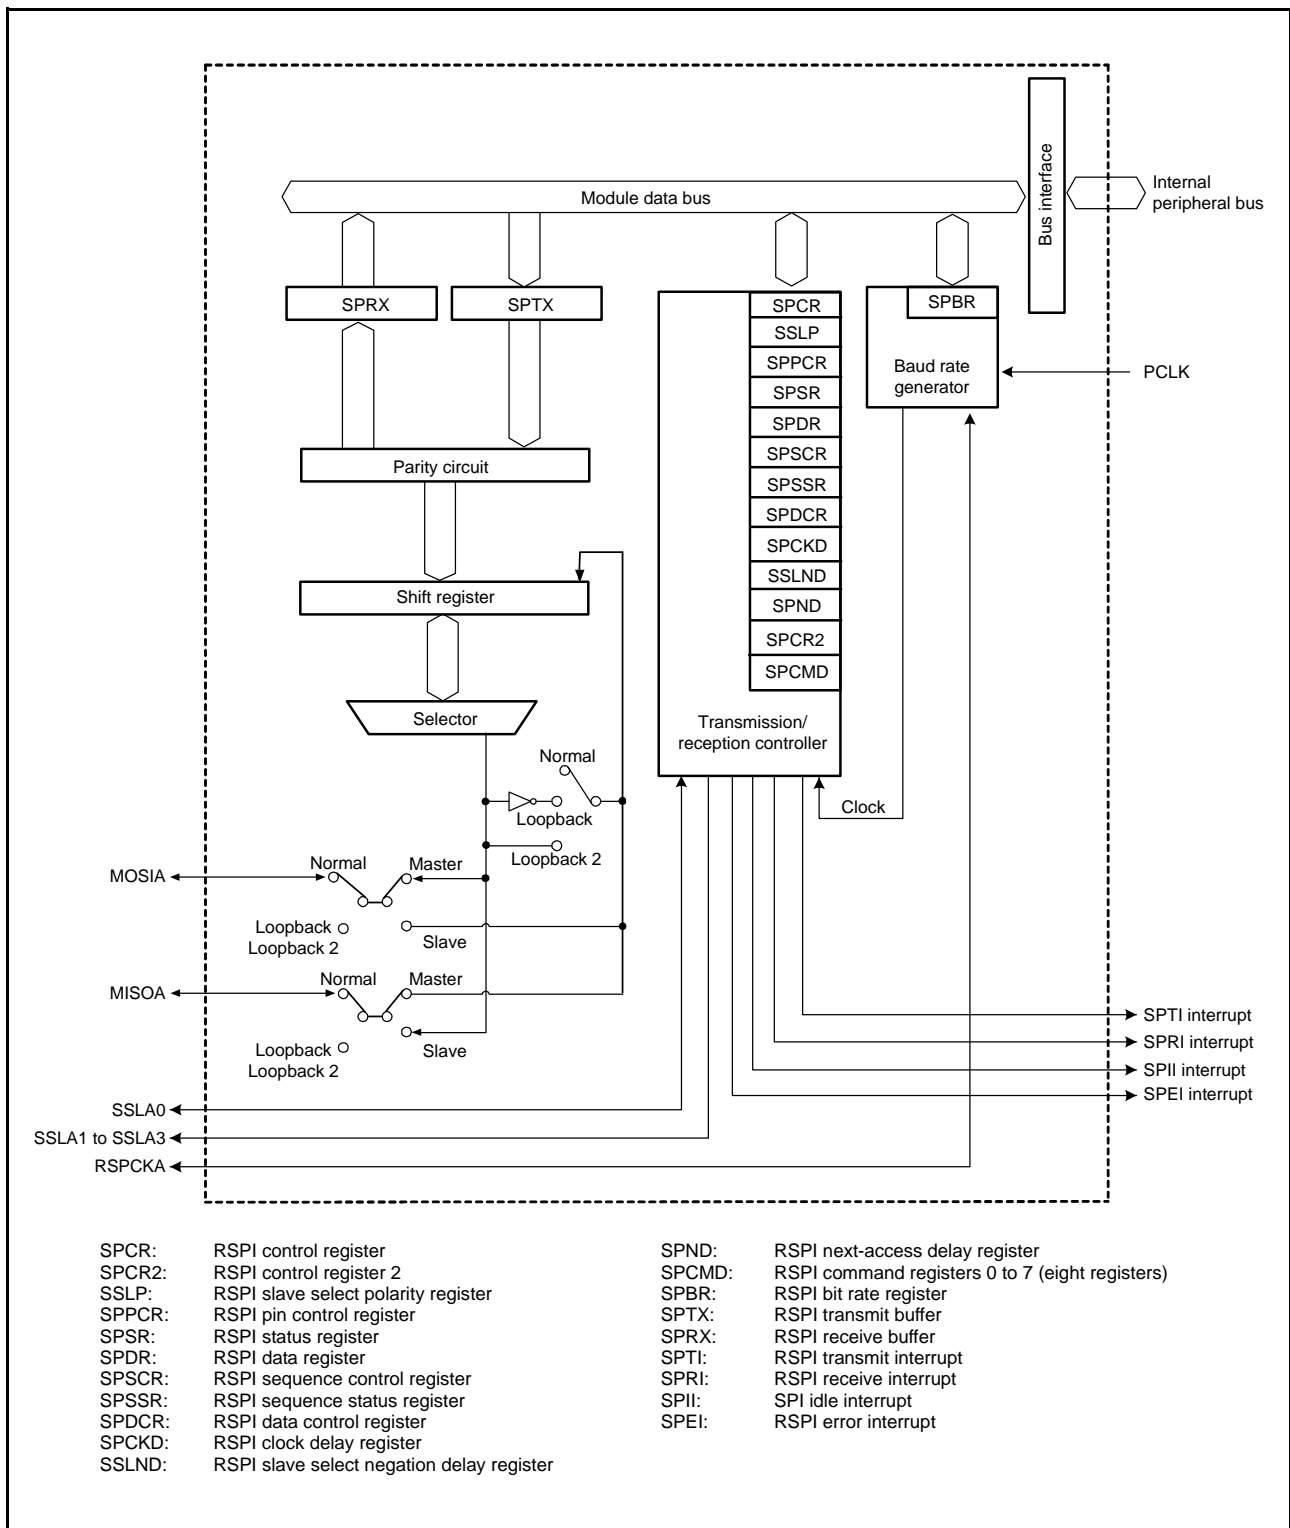 Bus interface
Module data bus
Internal
peripheral bus
SPRX
SPTX
SPCR
SSLP
SPPCR
SPSR
SPDR
SPSCR
SPSSR
SPDCR
SPCKD
SSLND
SPND
SPCR2
SPCMD
Transmission/
reception controller
SPBR
Baud rate
generator
PCLK
Parity circuit
Shift register
Selector
Normal
Loopback
Loopback 2
Clock
MOSIA
Normal
Master
Loopback
Loopback 2
Slave
MISOA
Normal
Master
Loopback
Loopback 2
Slave
SPTI interrupt
SPRI interrupt
SPII interrupt
SPEI interrupt
SSLA0
SSLA1 to SSLA3
RSPCKA
SPCR: RSPI control register
SPCR2: RSPI control register 2
SSLP: RSPI slave select polarity register
SPPCR: RSPI pin control register
SPSR: RSPI status register
SPDR: RSPI data register
SPSCR: RSPI sequence control register
SPSSR: RSPI sequence status register
SPDCR: RSPI data control register
SPCKD: RSPI clock delay register
SSLND: RSPI slave select negation delay register
SPND: RSPI next-access delay register
SPCMD: RSPI command registers 0 to 7 (eight registers)
SPBR: RSPI bit rate register
SPTX: RSPI transmit buffer
SPRX: RSPI receive buffer
SPTI: RSPI transmit interrupt
SPRI: RSPI receive interrupt
SPII: SPI idle interrupt
SPEI: RSPI error interrupt